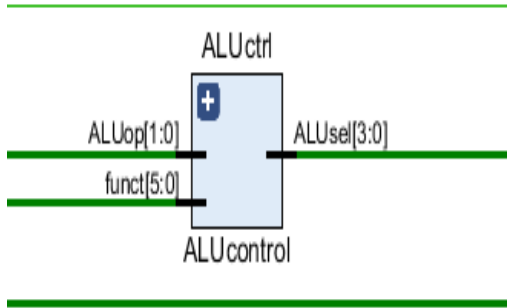 ALUctrl
ALUop[1:0]
ALUsel[3:0]
funct[5:0]
ALUcontrol